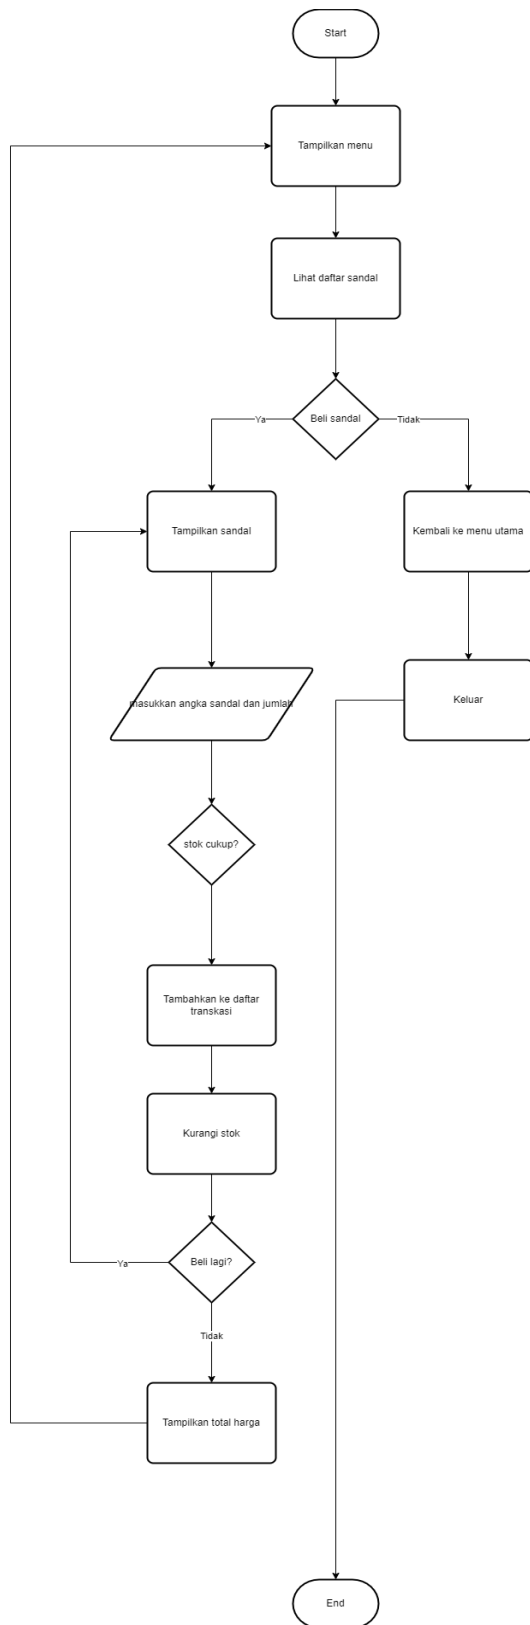 Start
Tampilkan menu
Lihat daftar sandal
Beli sandal
Ya
Tidak
Tampilkan sandal
Kembali ke menu utama
masukkan angka sandal dan jumlah
Keluar
stok cukup?
Tambahkan ke daftar
transkasi
Kurangi stok
Beli lagi?
Ya
Tidak
Tampilkan total harga
End